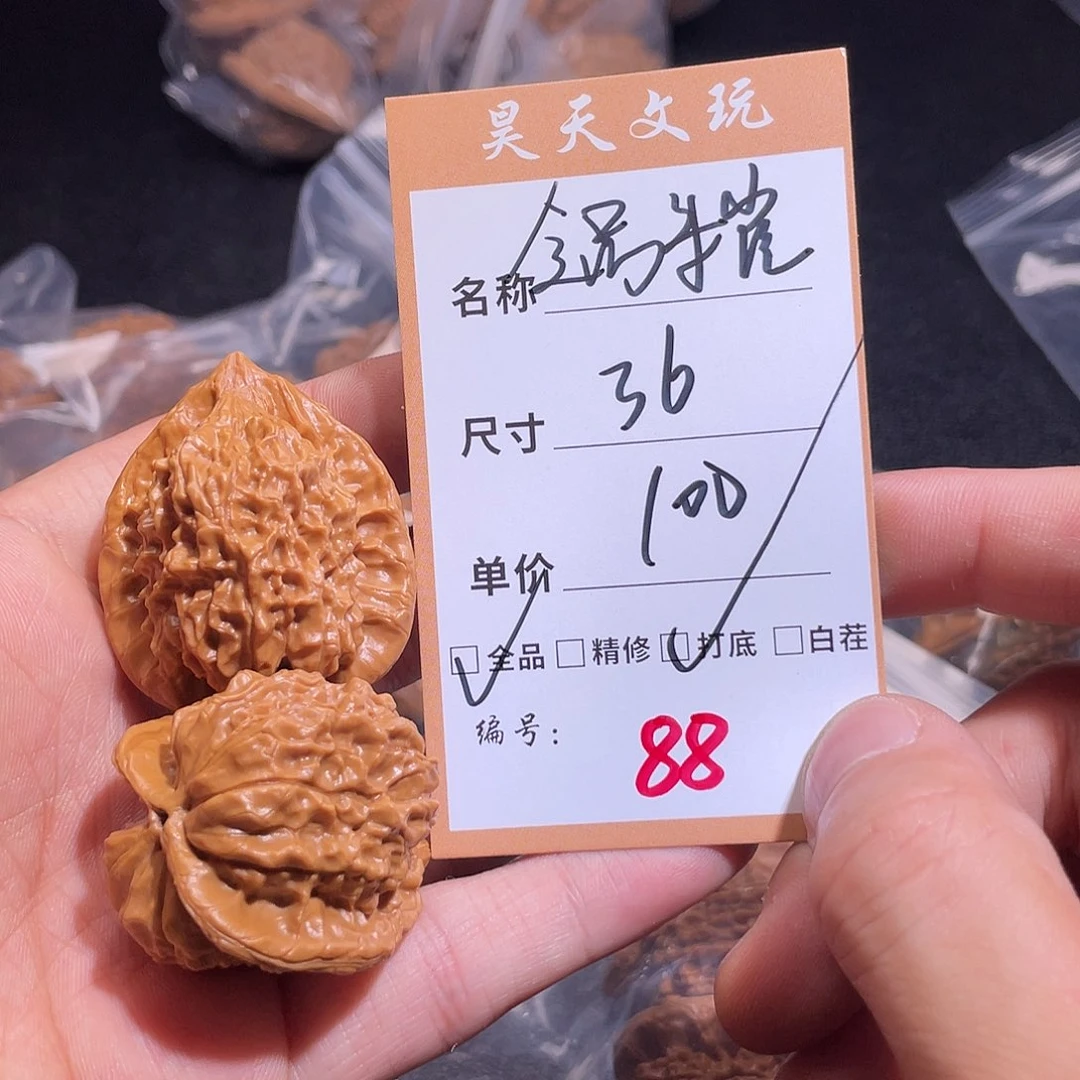 昊天文玩
名称
尺寸 36
单价 100
☑全品 □精修 ☑打底 □白茬
编号： 88